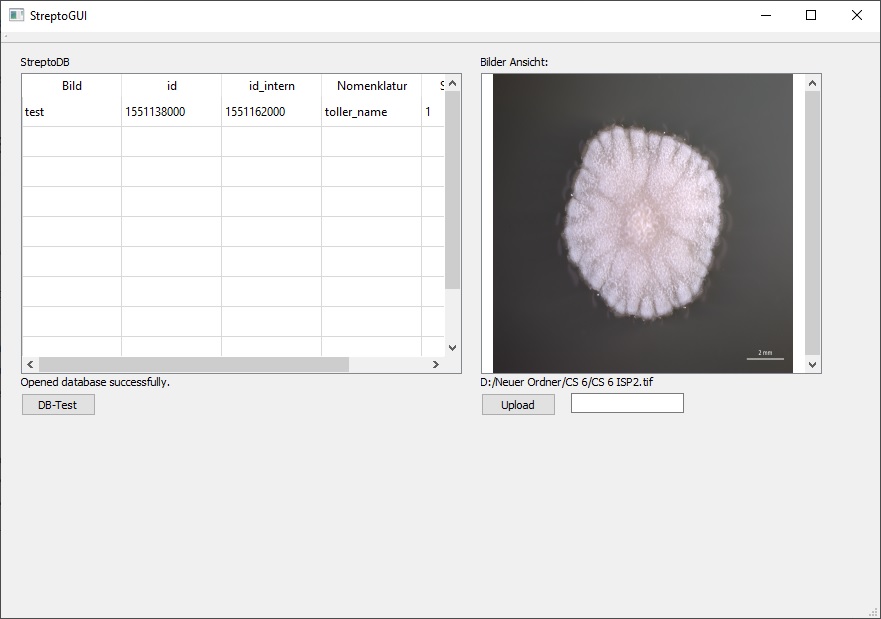 StreptoGUI
StreptoDB
Bild id id_intern Nomenklatur S
test 1551138000 1551162000 toller_name 1
Opened database successfully.
DB-Test
Bilder Ansicht:
2 mm
D:/Neuer Ordner/CS 6/CS 6 ISP2.tif
Upload